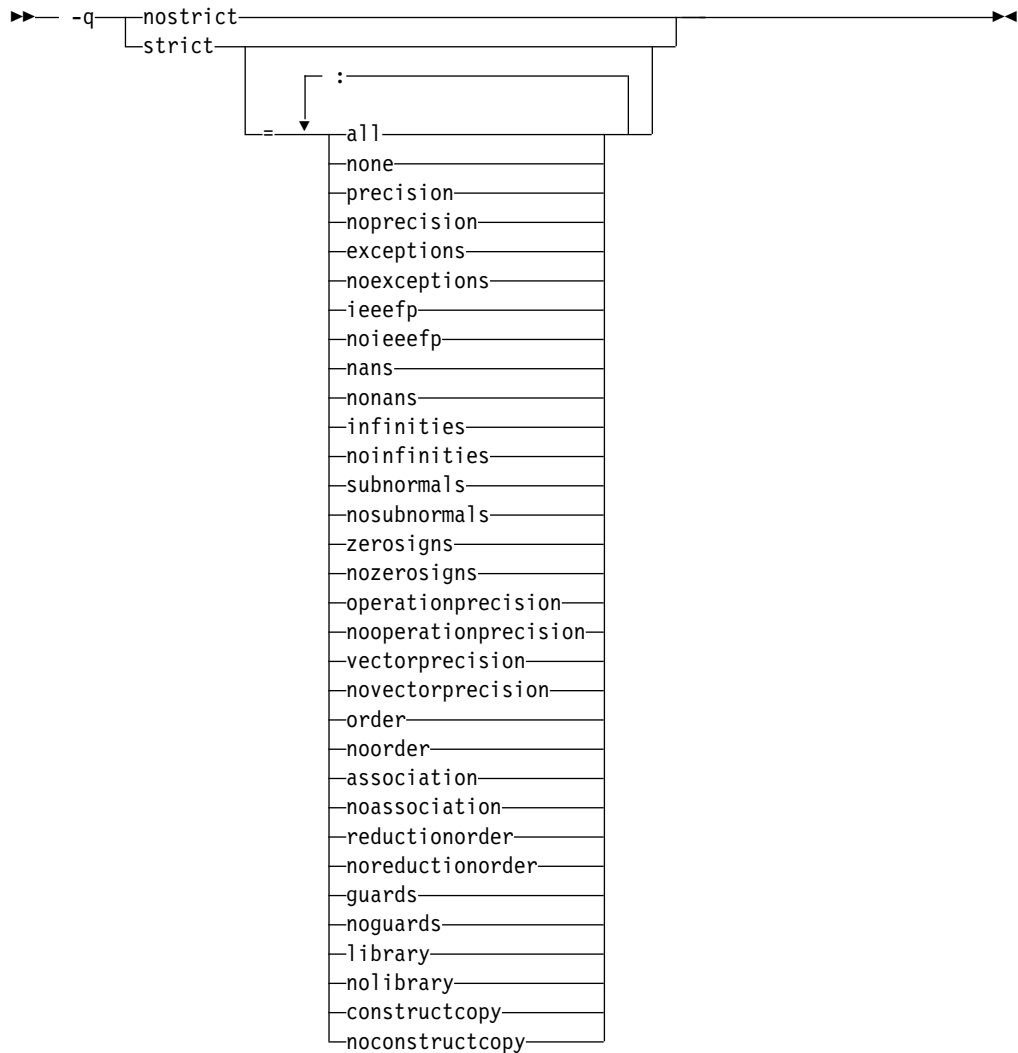 -q nostrict
strict
:
= all
none
precision
noprecision
exceptions
noexceptions
ieeefp
noieeefp
nans
nonans
infinities
noinfinities
subnormals
nosubnormals
zerosigns
nozerosigns
operationprecision
nooperationprecision
vectorprecision
novectorprecision
order
noorder
association
noassociation
reductionorder
noreductionorder
guards
noguards
library
nolibrary
constructcopy
noconstructcopy